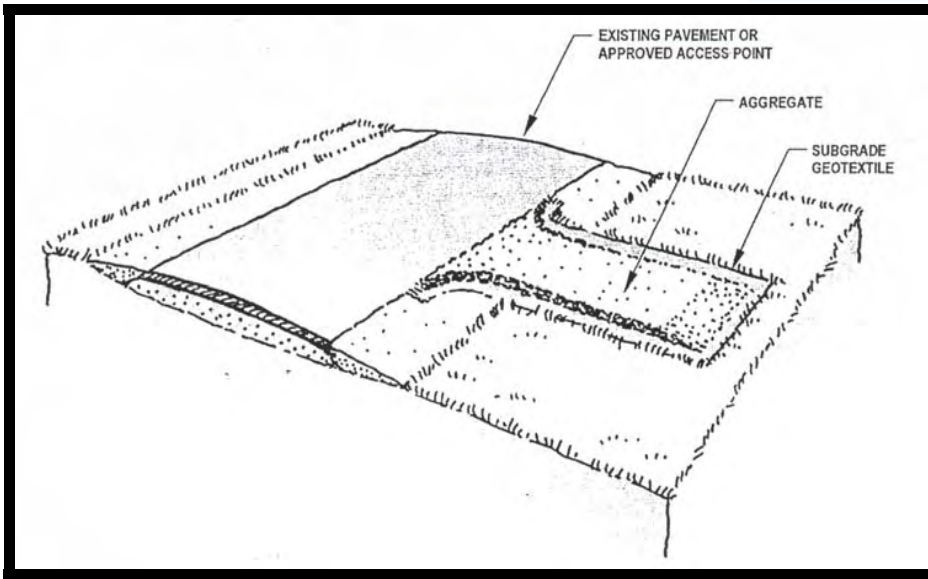 EXISTING PAVEMENT OR
APPROVED ACCESS POINT
AGGREGATE
SUBGRADE
GEOTEXTILE